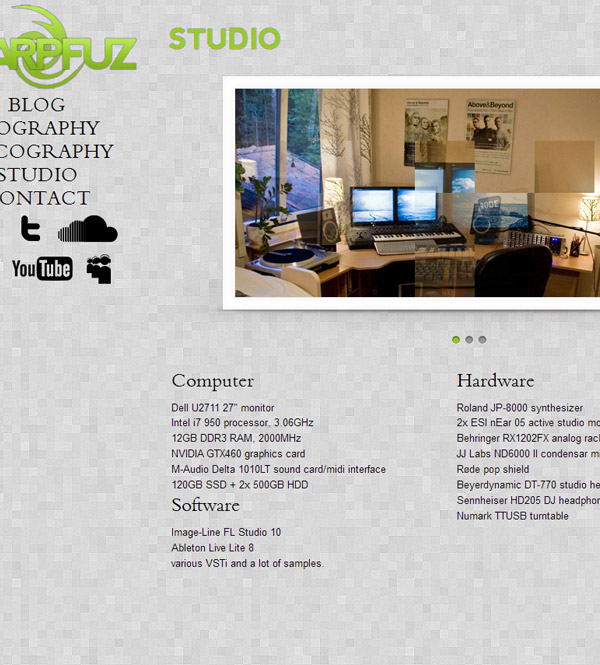 ARPFUZ
STUDIO
BLOG
OGRAPHY
COGRAPHY
STUDIO
ONTACT
You Tube
Above&Beyond
RODE
Computer
Dell U2711 27" monitor
Intel i7 950 processor, 3.06GHz
12GB DDR3 RAM, 2000MHz
NVIDIA GTX460 graphics card
M-Audio Delta 1010LT sound card/midi interface
120GB SSD + 2x 500GB HDD
Software
Image-Line FL Studio 10
Ableton Live Lite 8
various VSTi and a lot of samples.
Hardware
Roland JP-8000 synthesizer
2x ESI nEar 05 active studio mo
Behringer RX1202FX analog rack
JJ Labs ND6000 II condensar mi
Røde pop shield
Beyerdynamic DT-770 studio he
Sennheiser HD205 DJ headphon
Numark TTUSB turntable